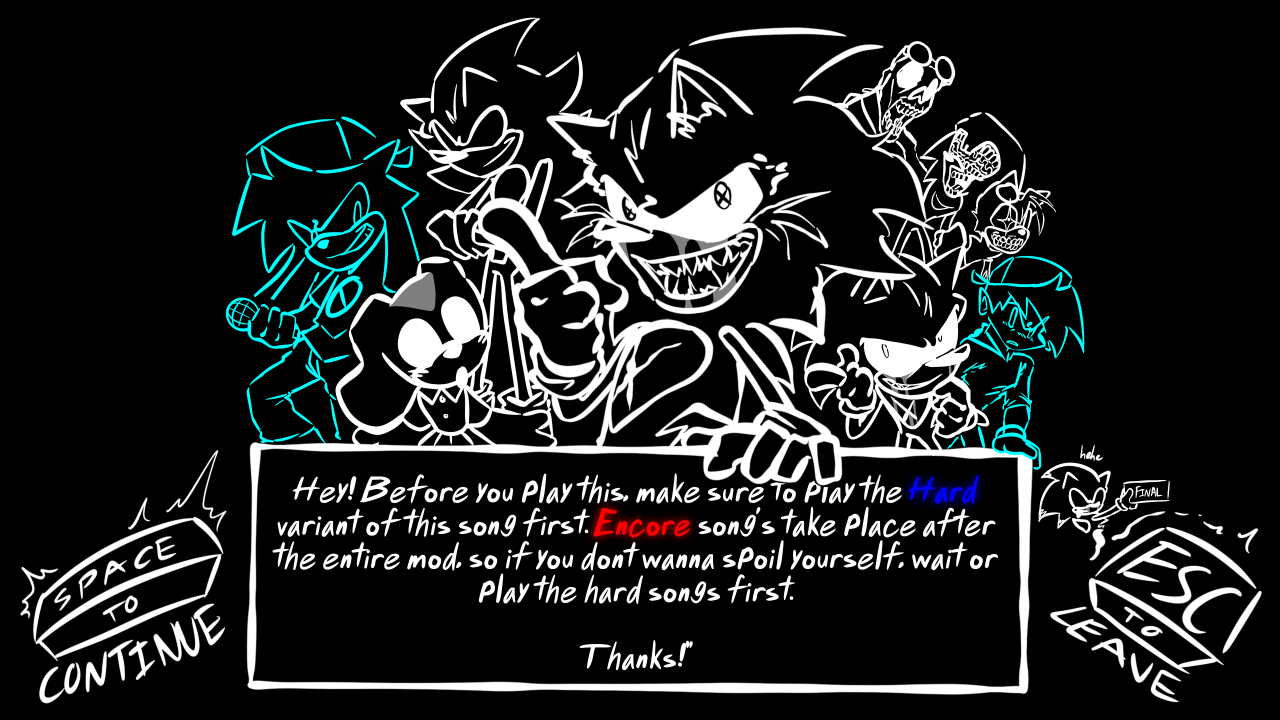 Hey! Before you play this, make sure to play the Hard
variant of this song first. Encore song's take place after
the entire mod, so if you dont wanna spoil yourself, wait or
play the hard songs first.
Thanks!"
hehe
FINAL
SPACE
TO
CONTINUE
ESC
TO
LEAVE